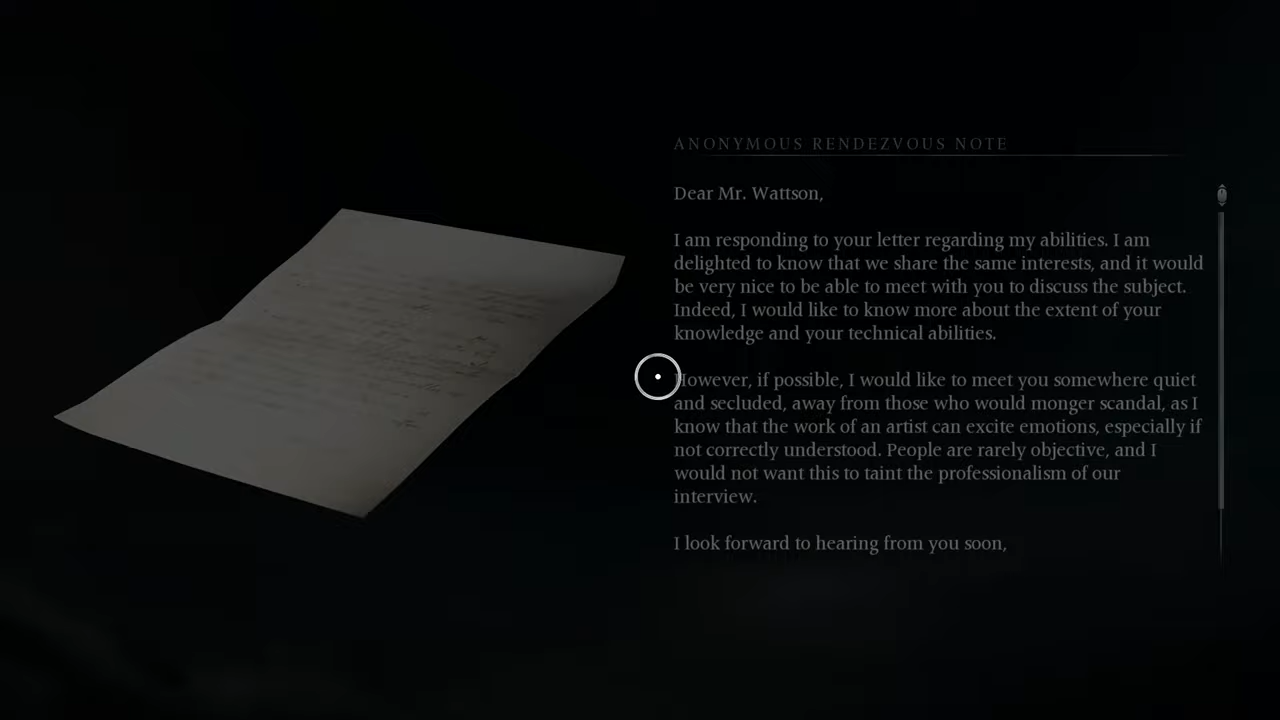 ANONYMOUS RENDEZVOUS NOTE
Dear Mr. Wattson,
I am responding to your letter regarding my abilities. I am
delighted to know that we share the same interests, and it would
be very nice to be able to meet with you to discuss the subject.
Indeed, I would like to know more about the extent of your
knowledge and your technical abilities.
However, if possible, I would like to meet you somewhere quiet
and secluded, away from those who would monger scandal, as I
know that the work of an artist can excite emotions, especially if
not correctly understood. People are rarely objective, and I
would not want this to taint the professionalism of our
interview.
I look forward to hearing from you soon,